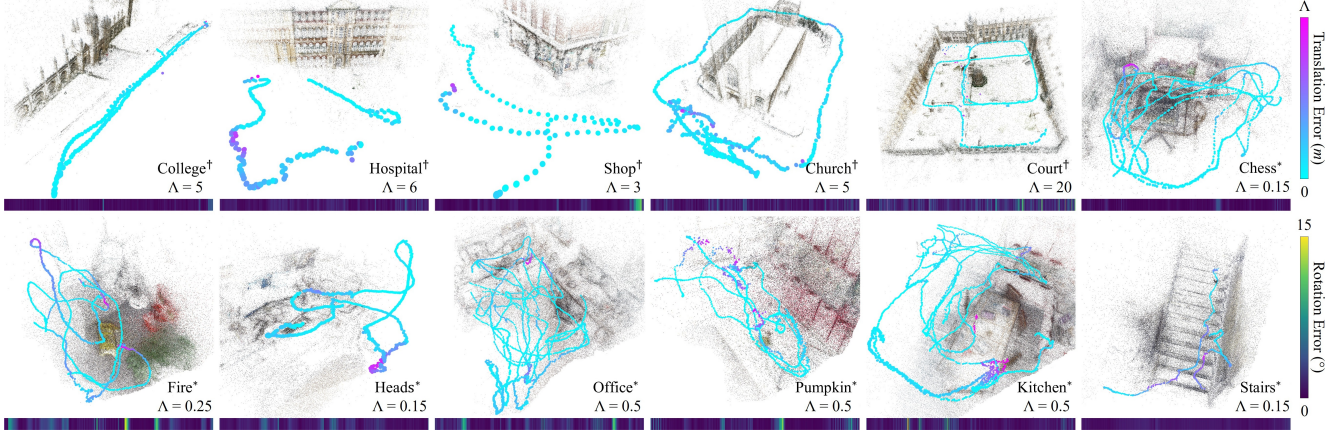 College†
Λ = 5
Hospital†
Λ = 6
Shop†
Λ = 3
Church†
Λ = 5
Court†
Λ = 20
Chess*
Λ = 0.15
Λ
Translation Error (m)
0
Fire*
Λ = 0.25
Heads*
Λ = 0.15
Office*
Λ = 0.5
Pumpkin*
Λ = 0.5
Kitchen*
Λ = 0.5
Stairs*
Λ = 0.15
15
Rotation Error (°)
0